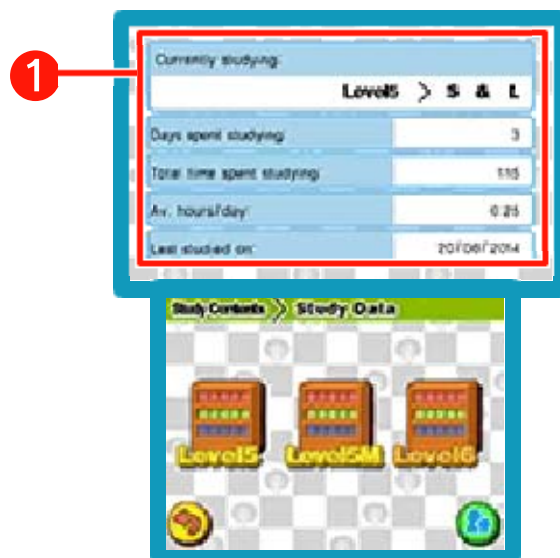 1
Currently studying:
Level5 > S & L
Days spent studying: 3
Total time spent studying: 1:15
Av. hours/day: 0:25
Last studied on: 20/06/2014
Study Contents > Study Data
Level5 Level5M Level6